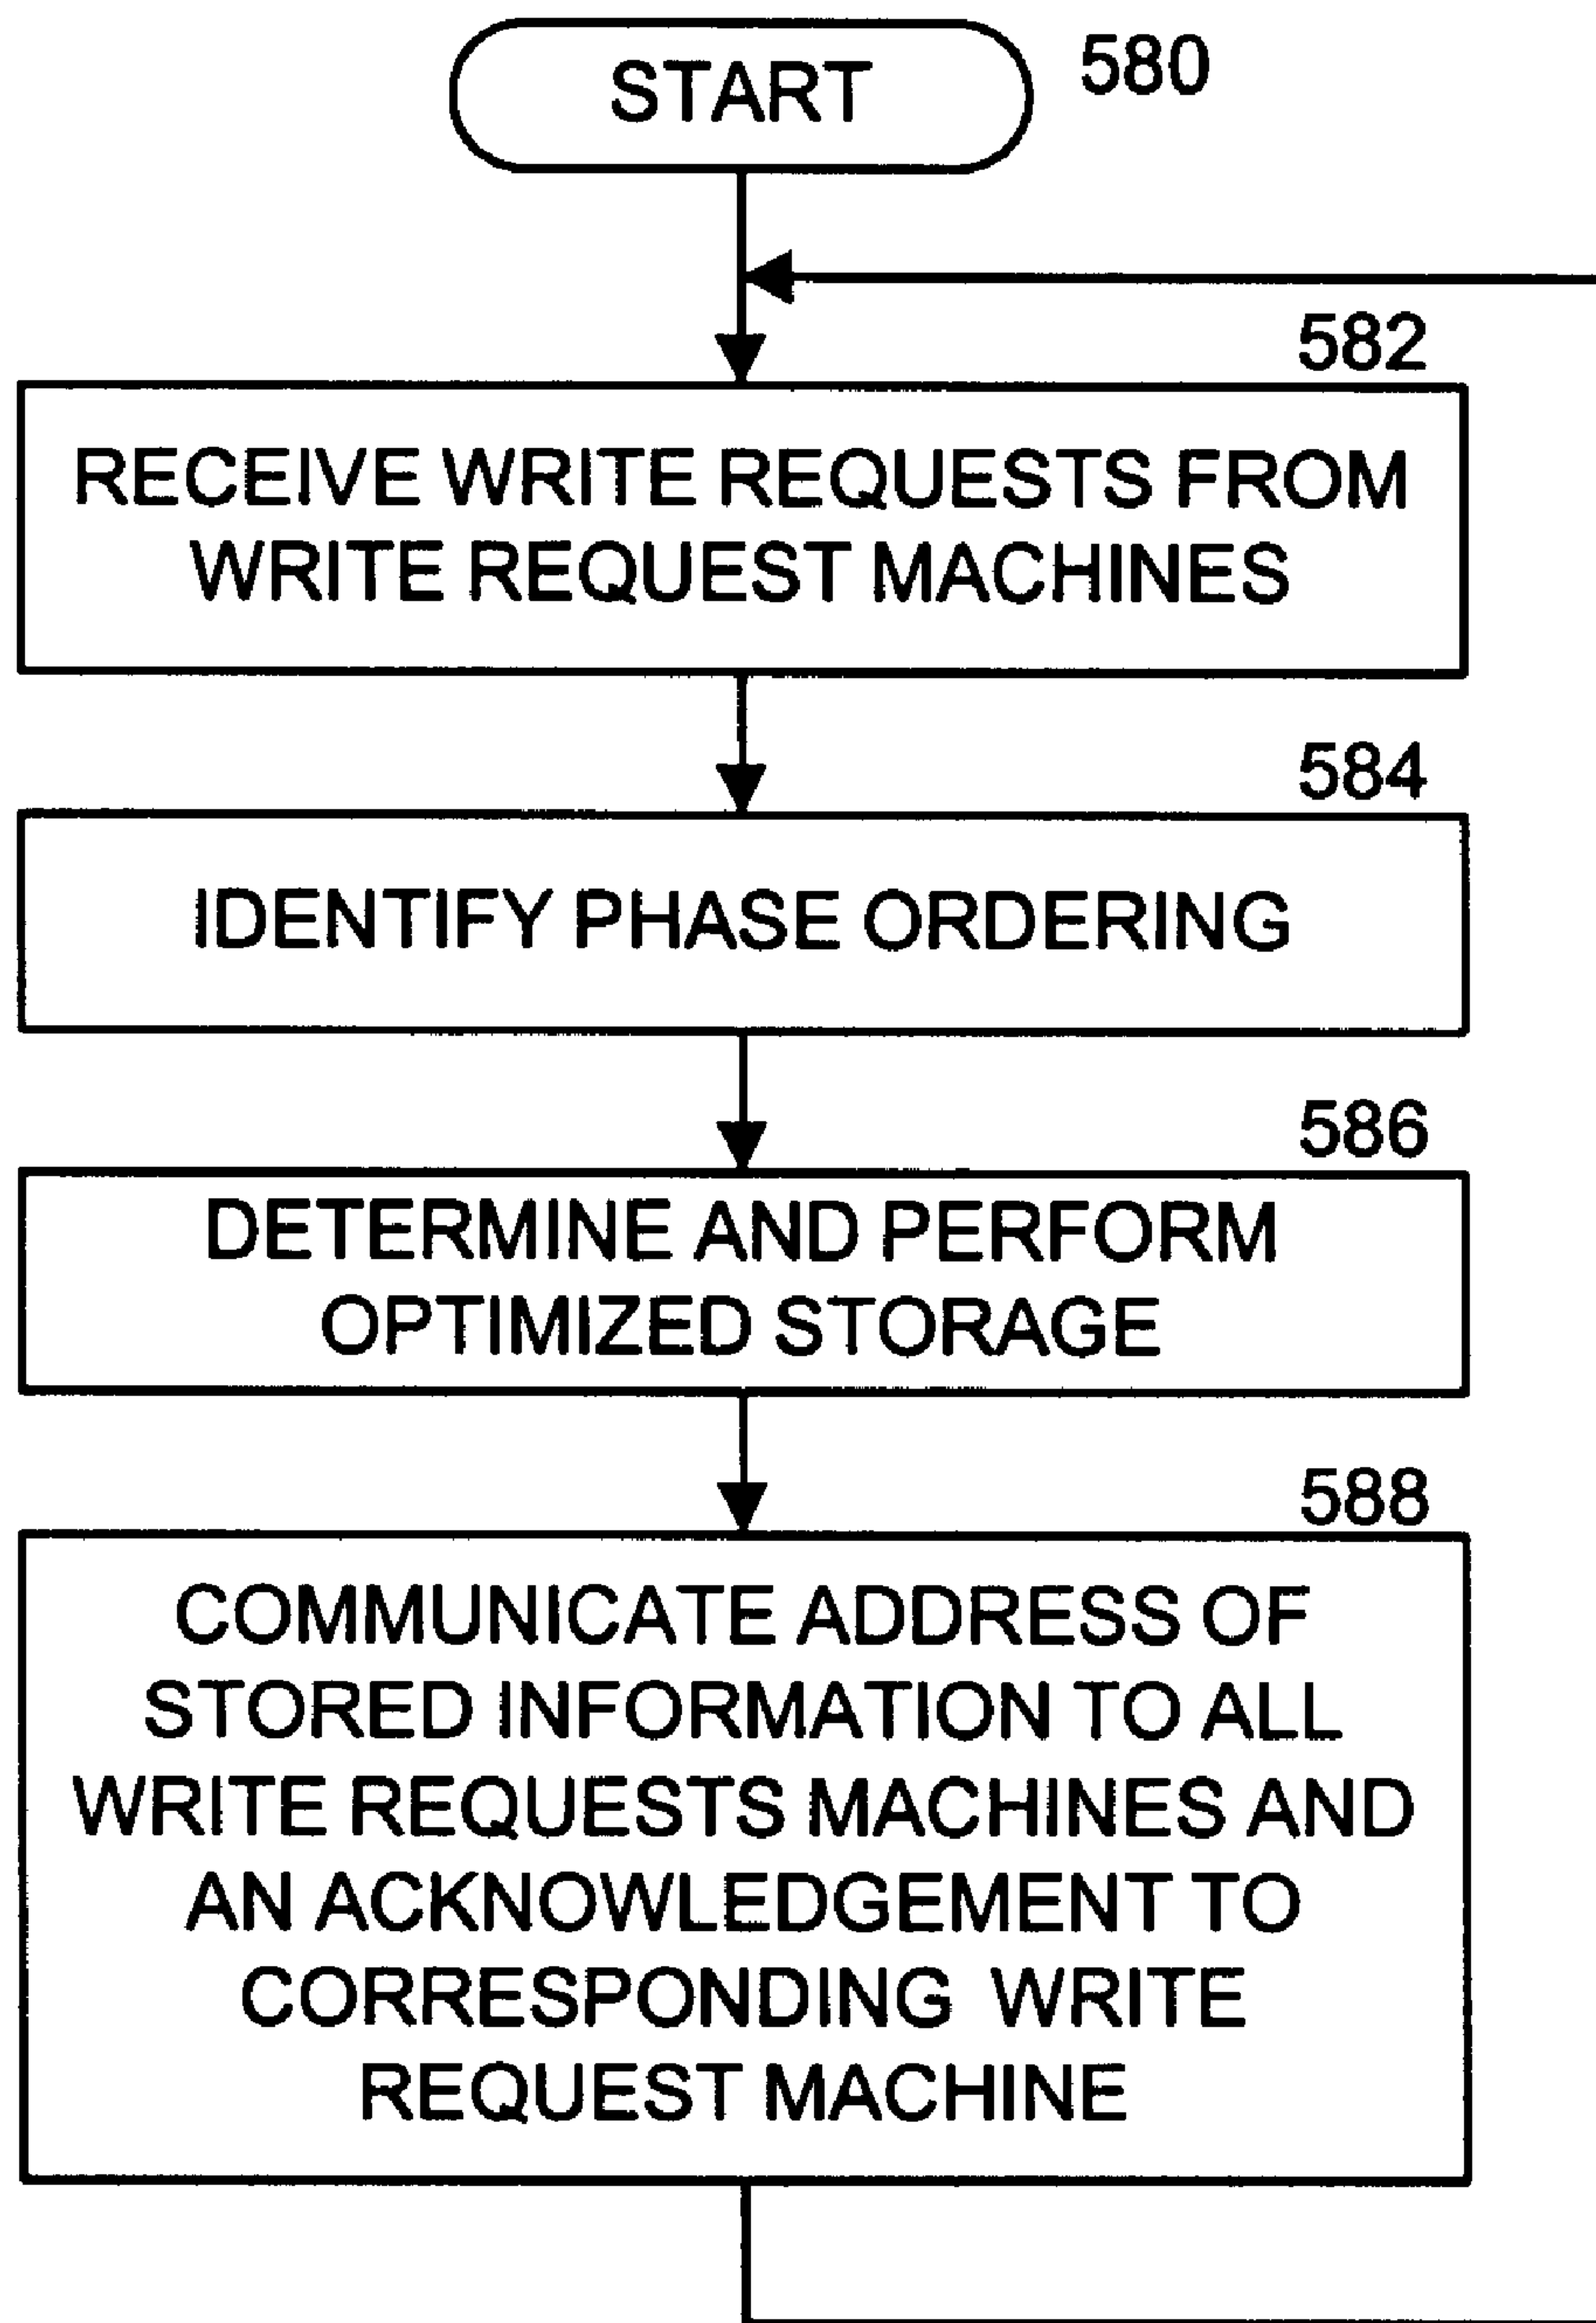 START
580
582
RECEIVE WRITE REQUESTS FROM
WRITE REQUEST MACHINES
584
IDENTIFY PHASE ORDERING
586
DETERMINE AND PERFORM
OPTIMIZED STORAGE
588
COMMUNICATE ADDRESS OF
STORED INFORMATION TO ALL
WRITE REQUESTS MACHINES AND
AN ACKNOWLEDGEMENT TO
CORRESPONDING WRITE
REQUEST MACHINE